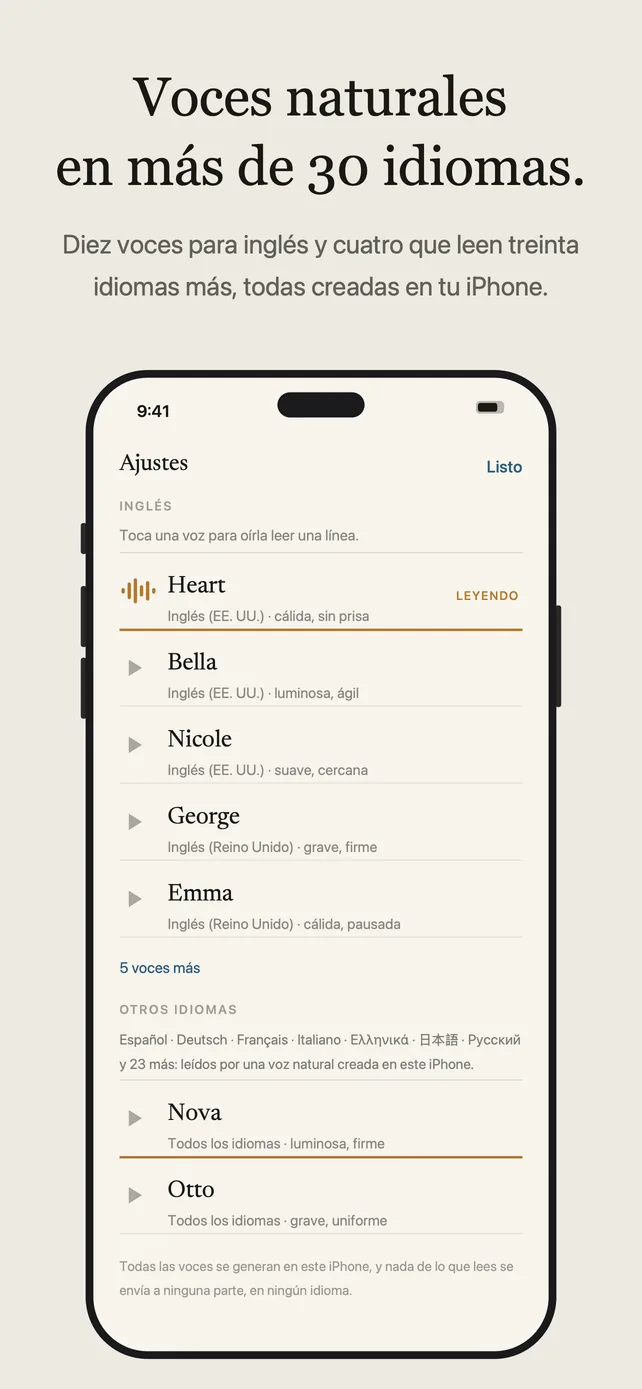 Voces naturales
en más de 30 idiomas.
Diez voces para inglés y cuatro que leen treinta
idiomas más, todas creadas en tu iPhone.
9:41
Ajustes
Listo
INGLÉS
Toca una voz para oírla leer una línea.
Heart
LEYENDO
Inglés (EE. UU.) · cálida, sin prisa
Bella
Inglés (EE. UU.) · luminosa, ágil
Nicole
Inglés (EE. UU.) · suave, cercana
George
Inglés (Reino Unido) · grave, firme
Emma
Inglés (Reino Unido) · cálida, pausada
5 voces más
OTROS IDIOMAS
Español · Deutsch · Français · Italiano · Ελληνικά · 日本語 · Русский
y 23 más: leídos por una voz natural creada en este iPhone.
Nova
Todos los idiomas · luminosa, firme
Otto
Todos los idiomas · grave, uniforme
Todas las voces se generan en este iPhone, y nada de lo que lees se
envía a ninguna parte, en ningún idioma.